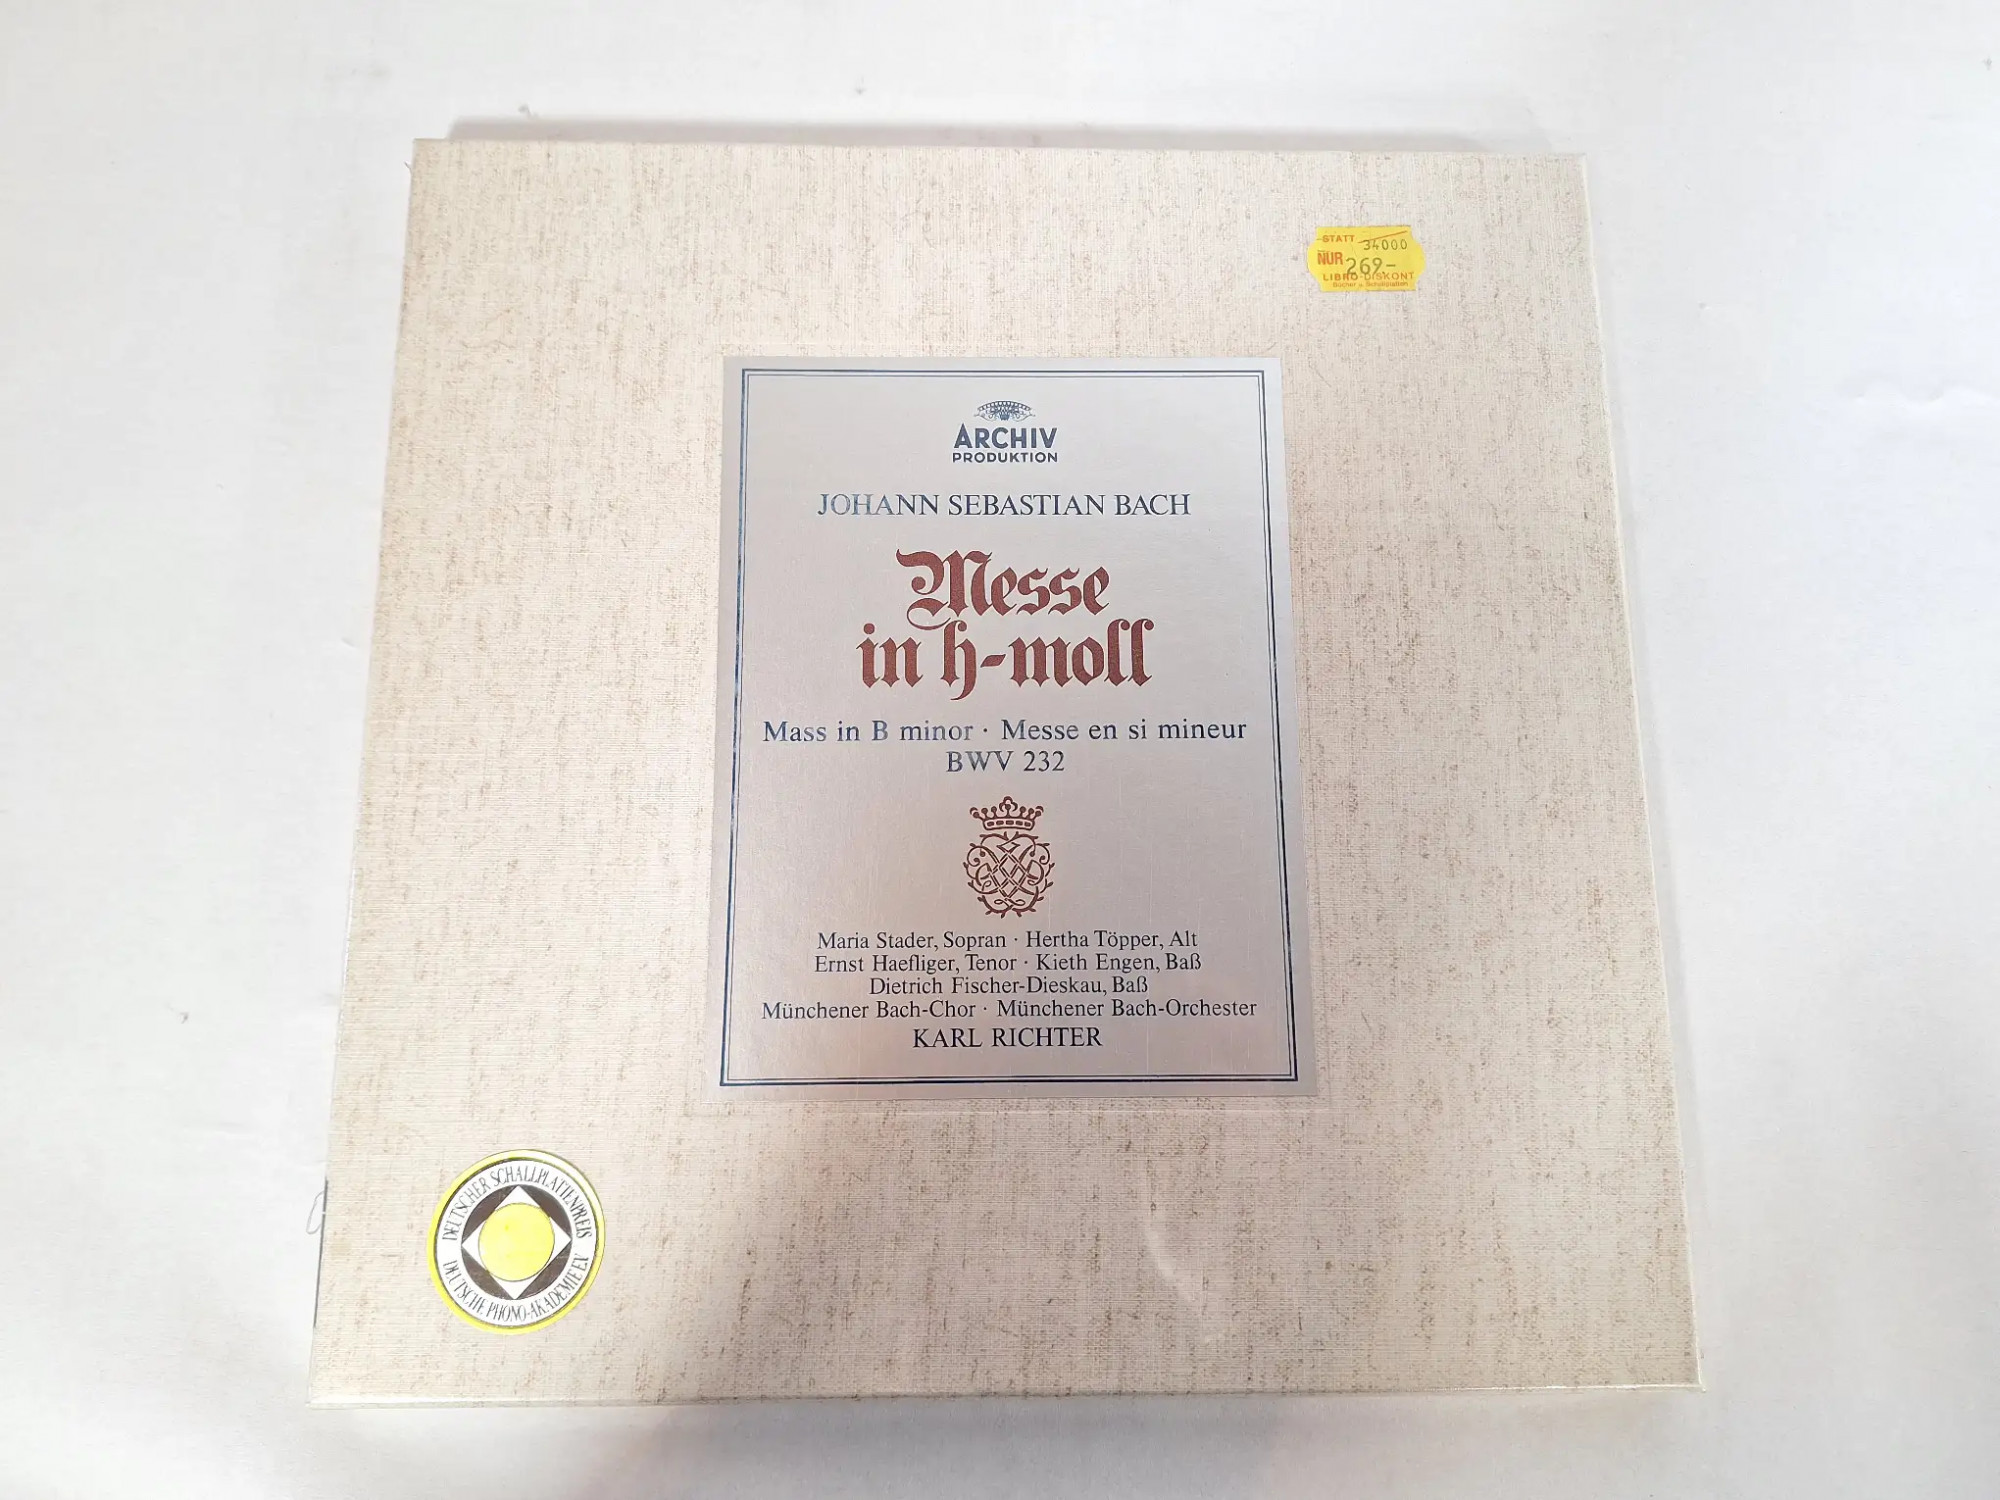 STATT 34000
NUR 269-
LIBRO-DISKONT
Bücher u. Schallplatten
ARCHIV
PRODUKTION
JOHANN SEBASTIAN BACH
Messe
in h-moll
Mass in B minor · Messe en si mineur
BWV 232
Maria Stader, Sopran · Hertha Töpper, Alt
Ernst Haefliger, Tenor · Kieth Engen, Baß
Dietrich Fischer-Dieskau, Baß
Münchener Bach-Chor · Münchener Bach-Orchester
KARL RICHTER
DEUTSCHER SCHALLPLATTENPREIS
DEUTSCHE PHONO-AKADEMIE E.V.